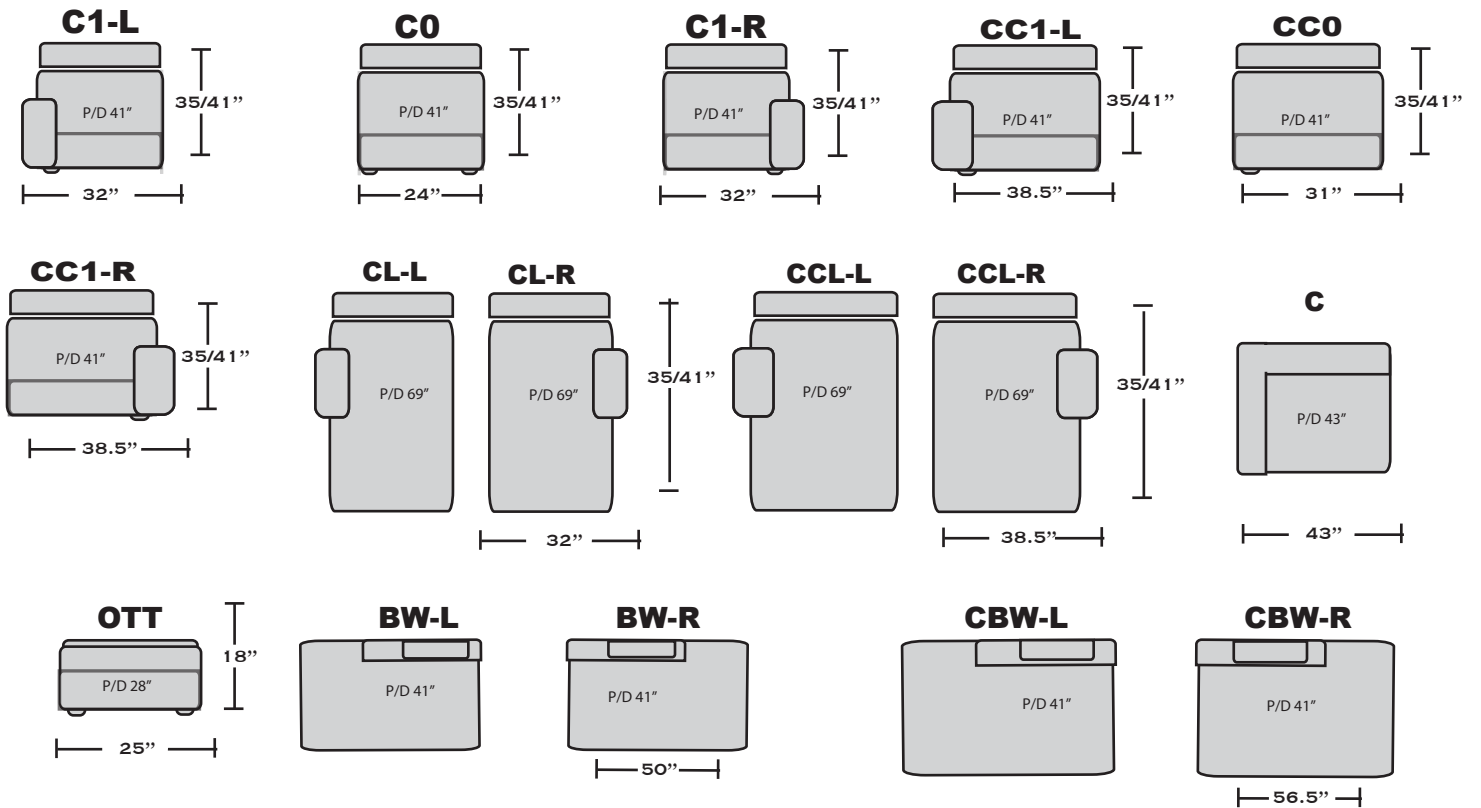 C1-L
C0
C1-R
CC1-L
CC0
P/D 41"
35/41”
P/D 41"
35/41”
P/D 41"
35/41”
P/D 41"
35/41”
P/D 41"
35/41”
32”
24”
32”
38.5”
31”
CC1-R
CL-L
CL-R
CCL-L
CCL-R
C
P/D 41"
35/41”
P/D 69"
P/D 69"
35/41”
P/D 69"
P/D 69"
35/41”
P/D 43"
38.5”
32”
38.5”
43”
OTT
BW-L
BW-R
CBW-L
CBW-R
18”
P/D 28"
P/D 41"
P/D 41"
P/D 41"
P/D 41"
25”
50”
56.5”